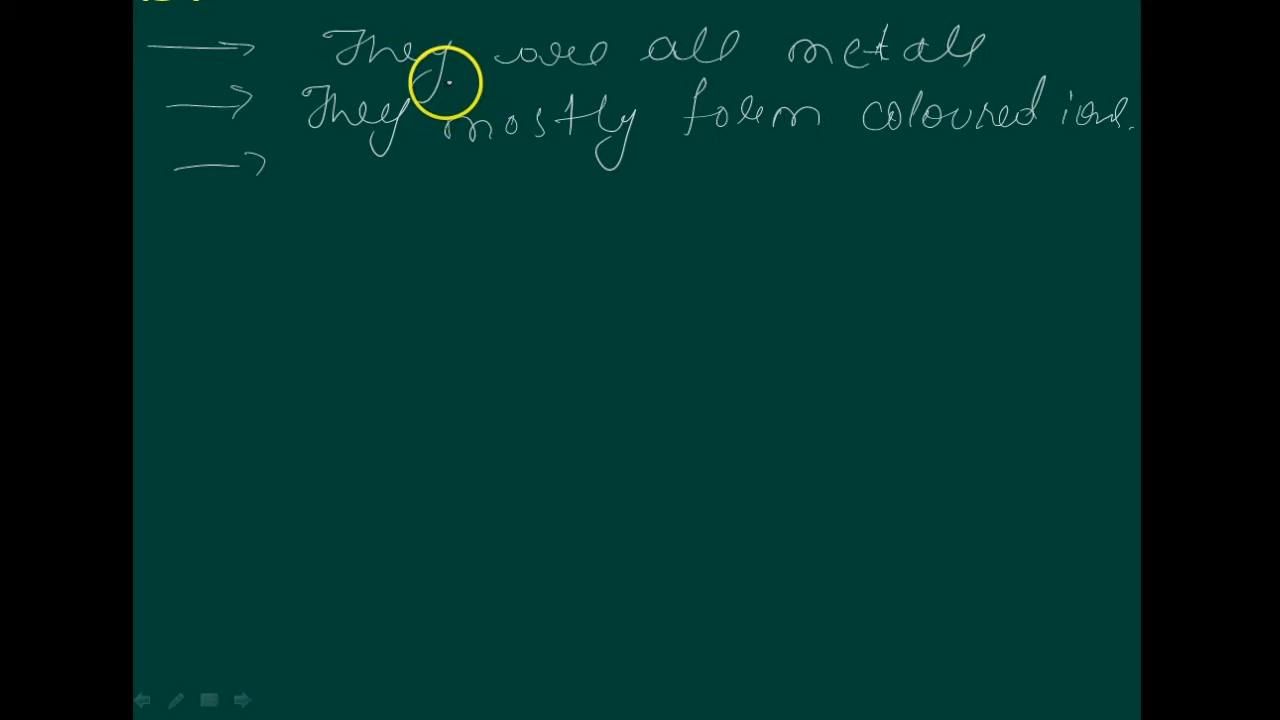 → They are all metals
→ They mostly form coloured ions.
→